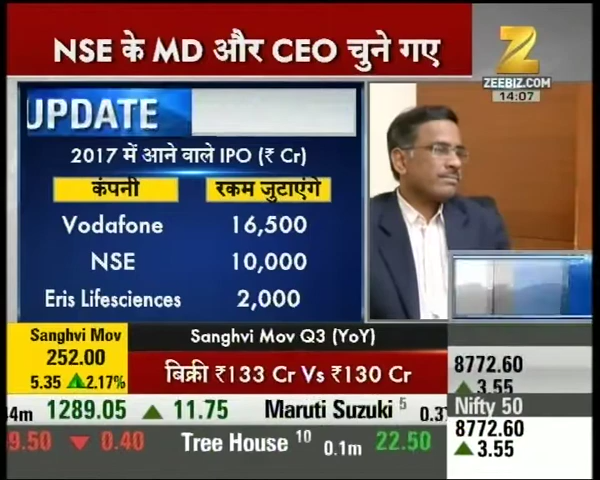 NSE के MD और CEO चुने गए
Z
ZEEBIZ.COM
14:07
UPDATE
2017 में आने वाले IPO (₹ Cr)
कंपनी रकम जुटाएंगे
Vodafone 16,500
NSE 10,000
Eris Lifesciences 2,000
Sanghvi Mov
252.00
5.35 ▲ 2.17%
Sanghvi Mov Q3 (YoY)
बिक्री ₹133 Cr Vs ₹130 Cr
8772.60
▲ 3.55
4m 1289.05 ▲ 11.75 Maruti Suzuki 5 0.37
Nifty 50
8772.60
▲ 3.55
9.50 ▼ 0.40 Tree House 10 0.1m 22.50